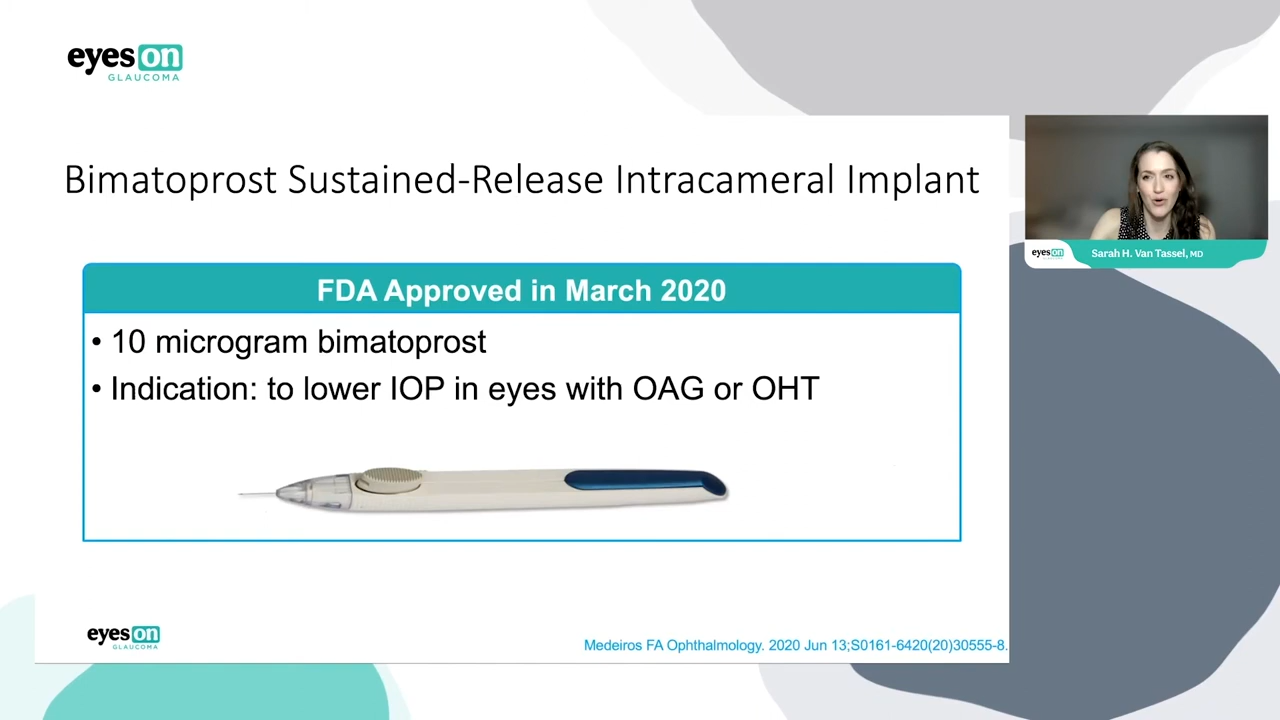 eyes on
GLAUCOMA
Bimatoprost Sustained-Release Intracameral Implant
FDA Approved in March 2020
• 10 microgram bimatoprost
• Indication: to lower IOP in eyes with OAG or OHT
eyes on
GLAUCOMA
Medeiros FA Ophthalmology. 2020 Jun 13;S0161-6420(20)30555-8.
eyes on
Sarah H. Van Tassel, MD